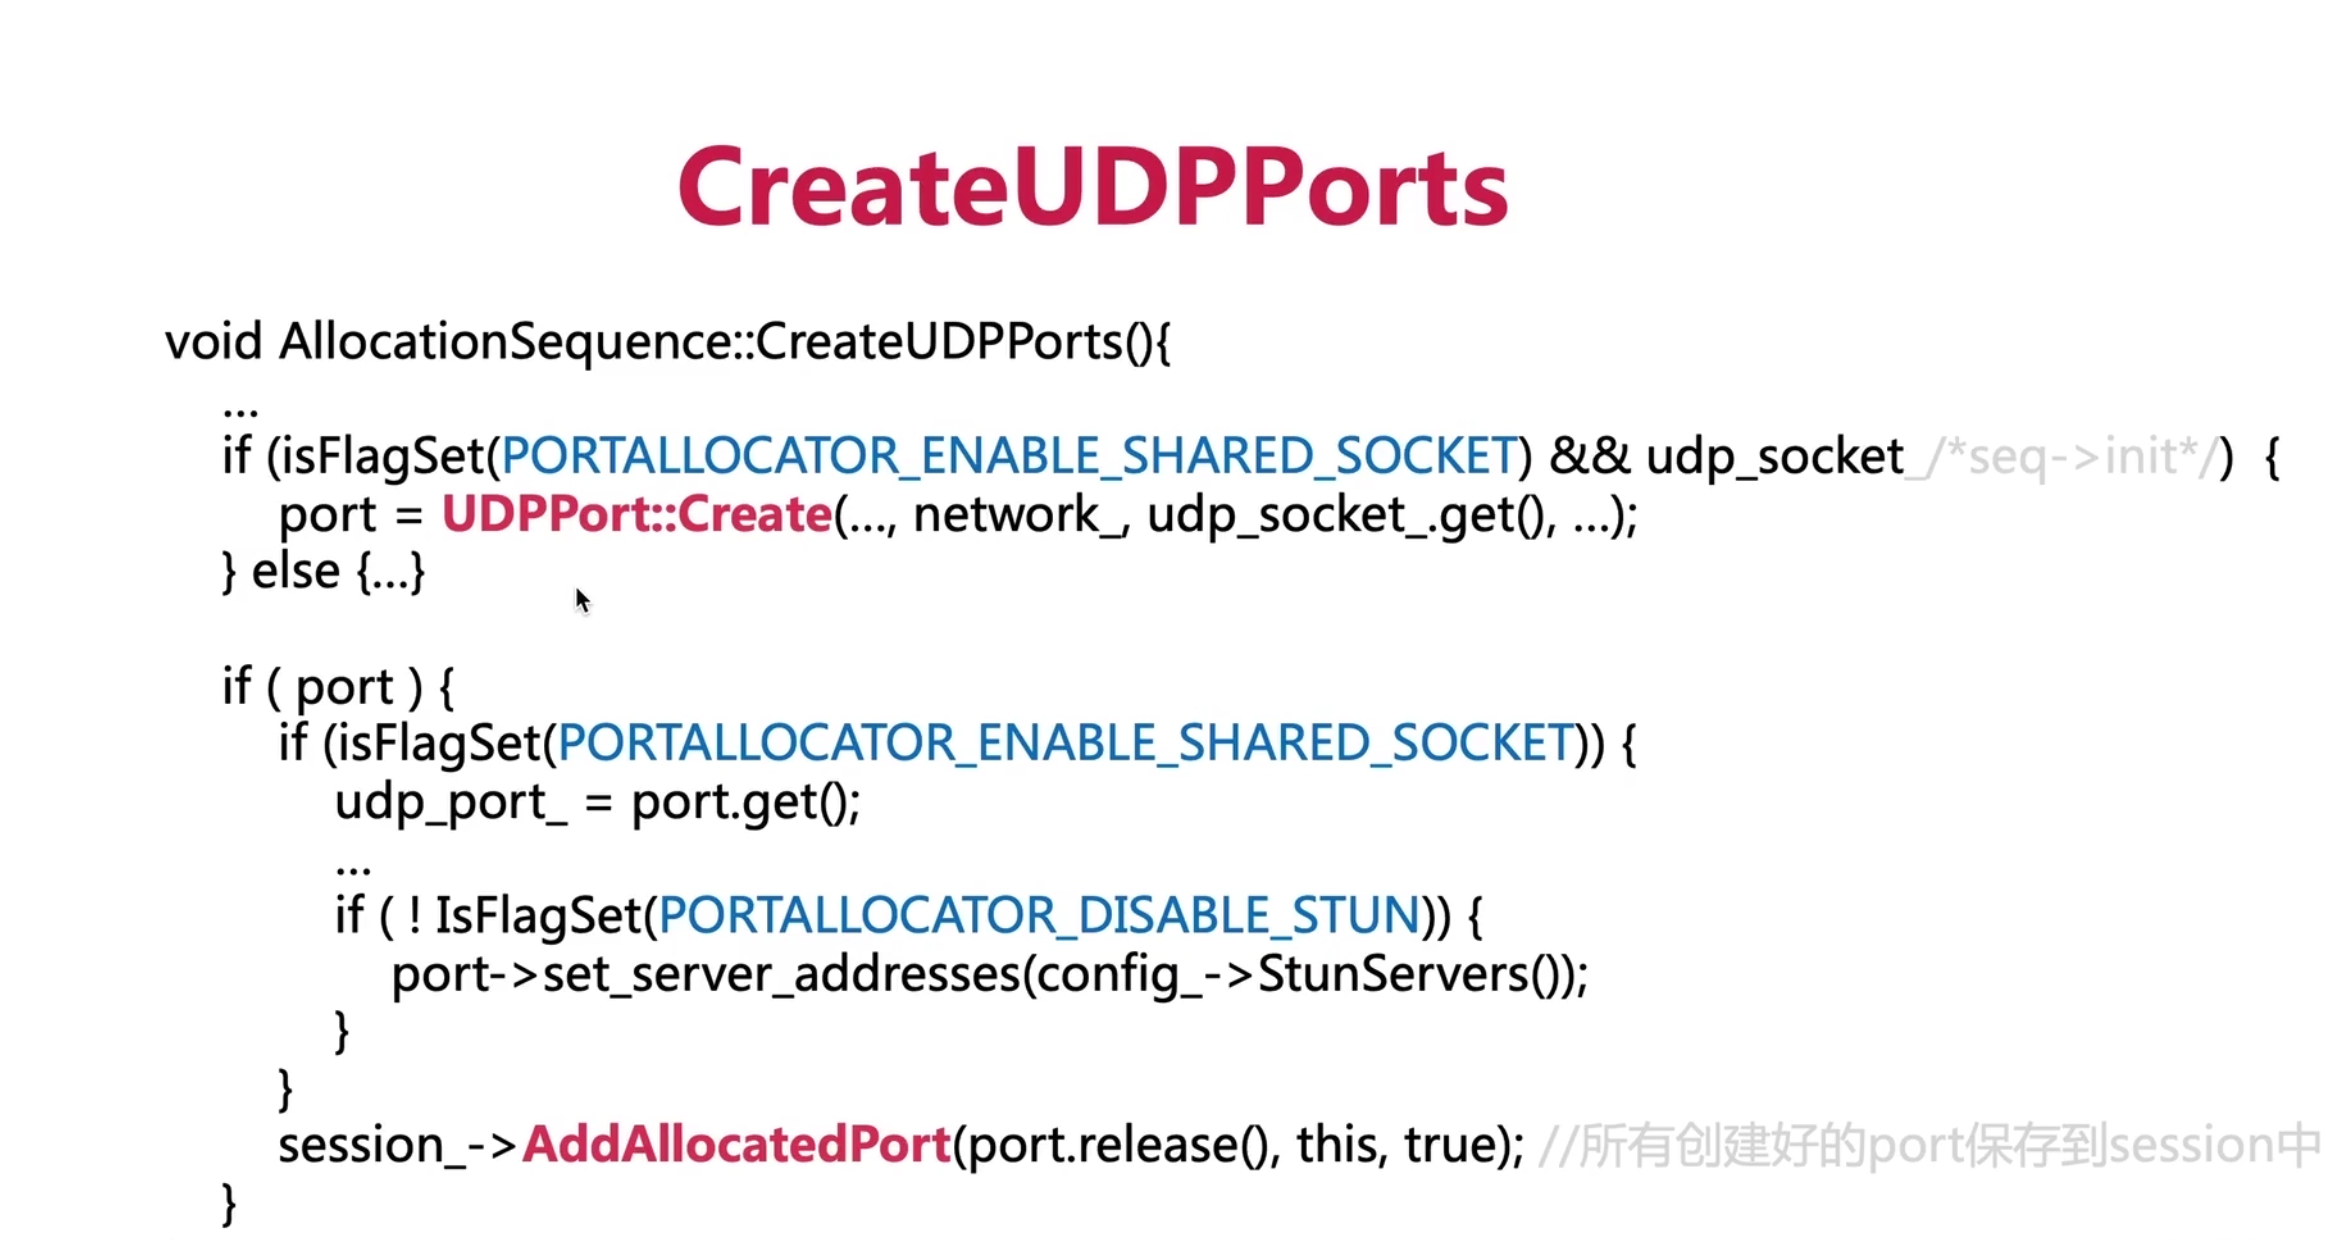 CreateUDPPorts
void AllocationSequence::CreateUDPPorts(){
...
if (isFlagSet(PORTALLOCATOR_ENABLE_SHARED_SOCKET) && udp_socket_/*seq->init*/) {
port = UDPPort::Create(..., network_, udp_socket_.get(), ...);
} else {...}
if ( port ) {
if (isFlagSet(PORTALLOCATOR_ENABLE_SHARED_SOCKET)) {
udp_port_ = port.get();
...
if ( ! IsFlagSet(PORTALLOCATOR_DISABLE_STUN)) {
port->set_server_addresses(config_->StunServers());
}
}
session_->AddAllocatedPort(port.release(), this, true); //所有创建好的port保存到session中
}